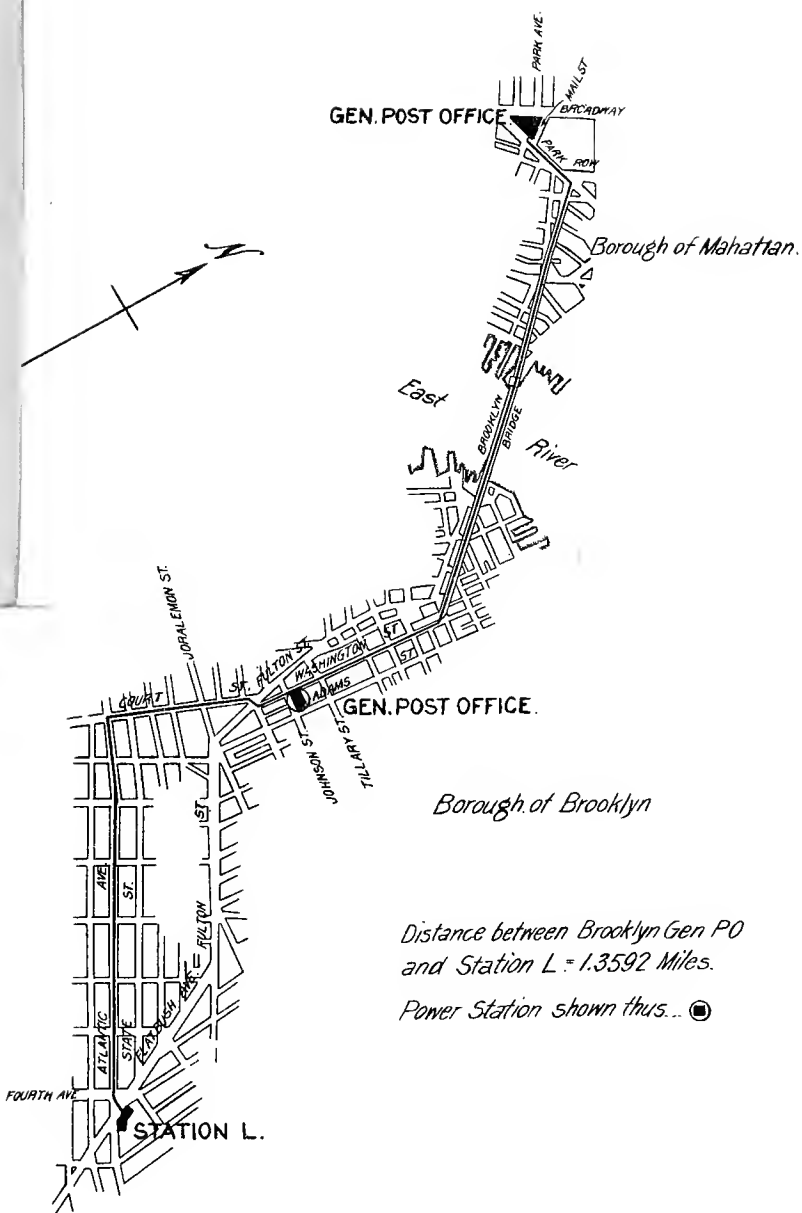 PARK AVE.
MAIL ST
BROADWAY
GEN. POST OFFICE.
PARK ROW
Borough of Mahattan.
N
East
BROOKLYN
BRIDGE
River
JORALEMON ST.
FULTON ST.
WASHINGTON ST
COURT ST.
ADAMS ST.
GEN. POST OFFICE.
JOHNSON ST.
TILLARY ST.
Borough of Brooklyn
ST
AVE.
ST.
FLATBUSH AVE. = FULTON
Distance between Brooklyn Gen PO
and Station L = 1.3592 Miles.
Power Station shown thus...
ATLANTIC
STATE
FOURTH AVE
STATION L.